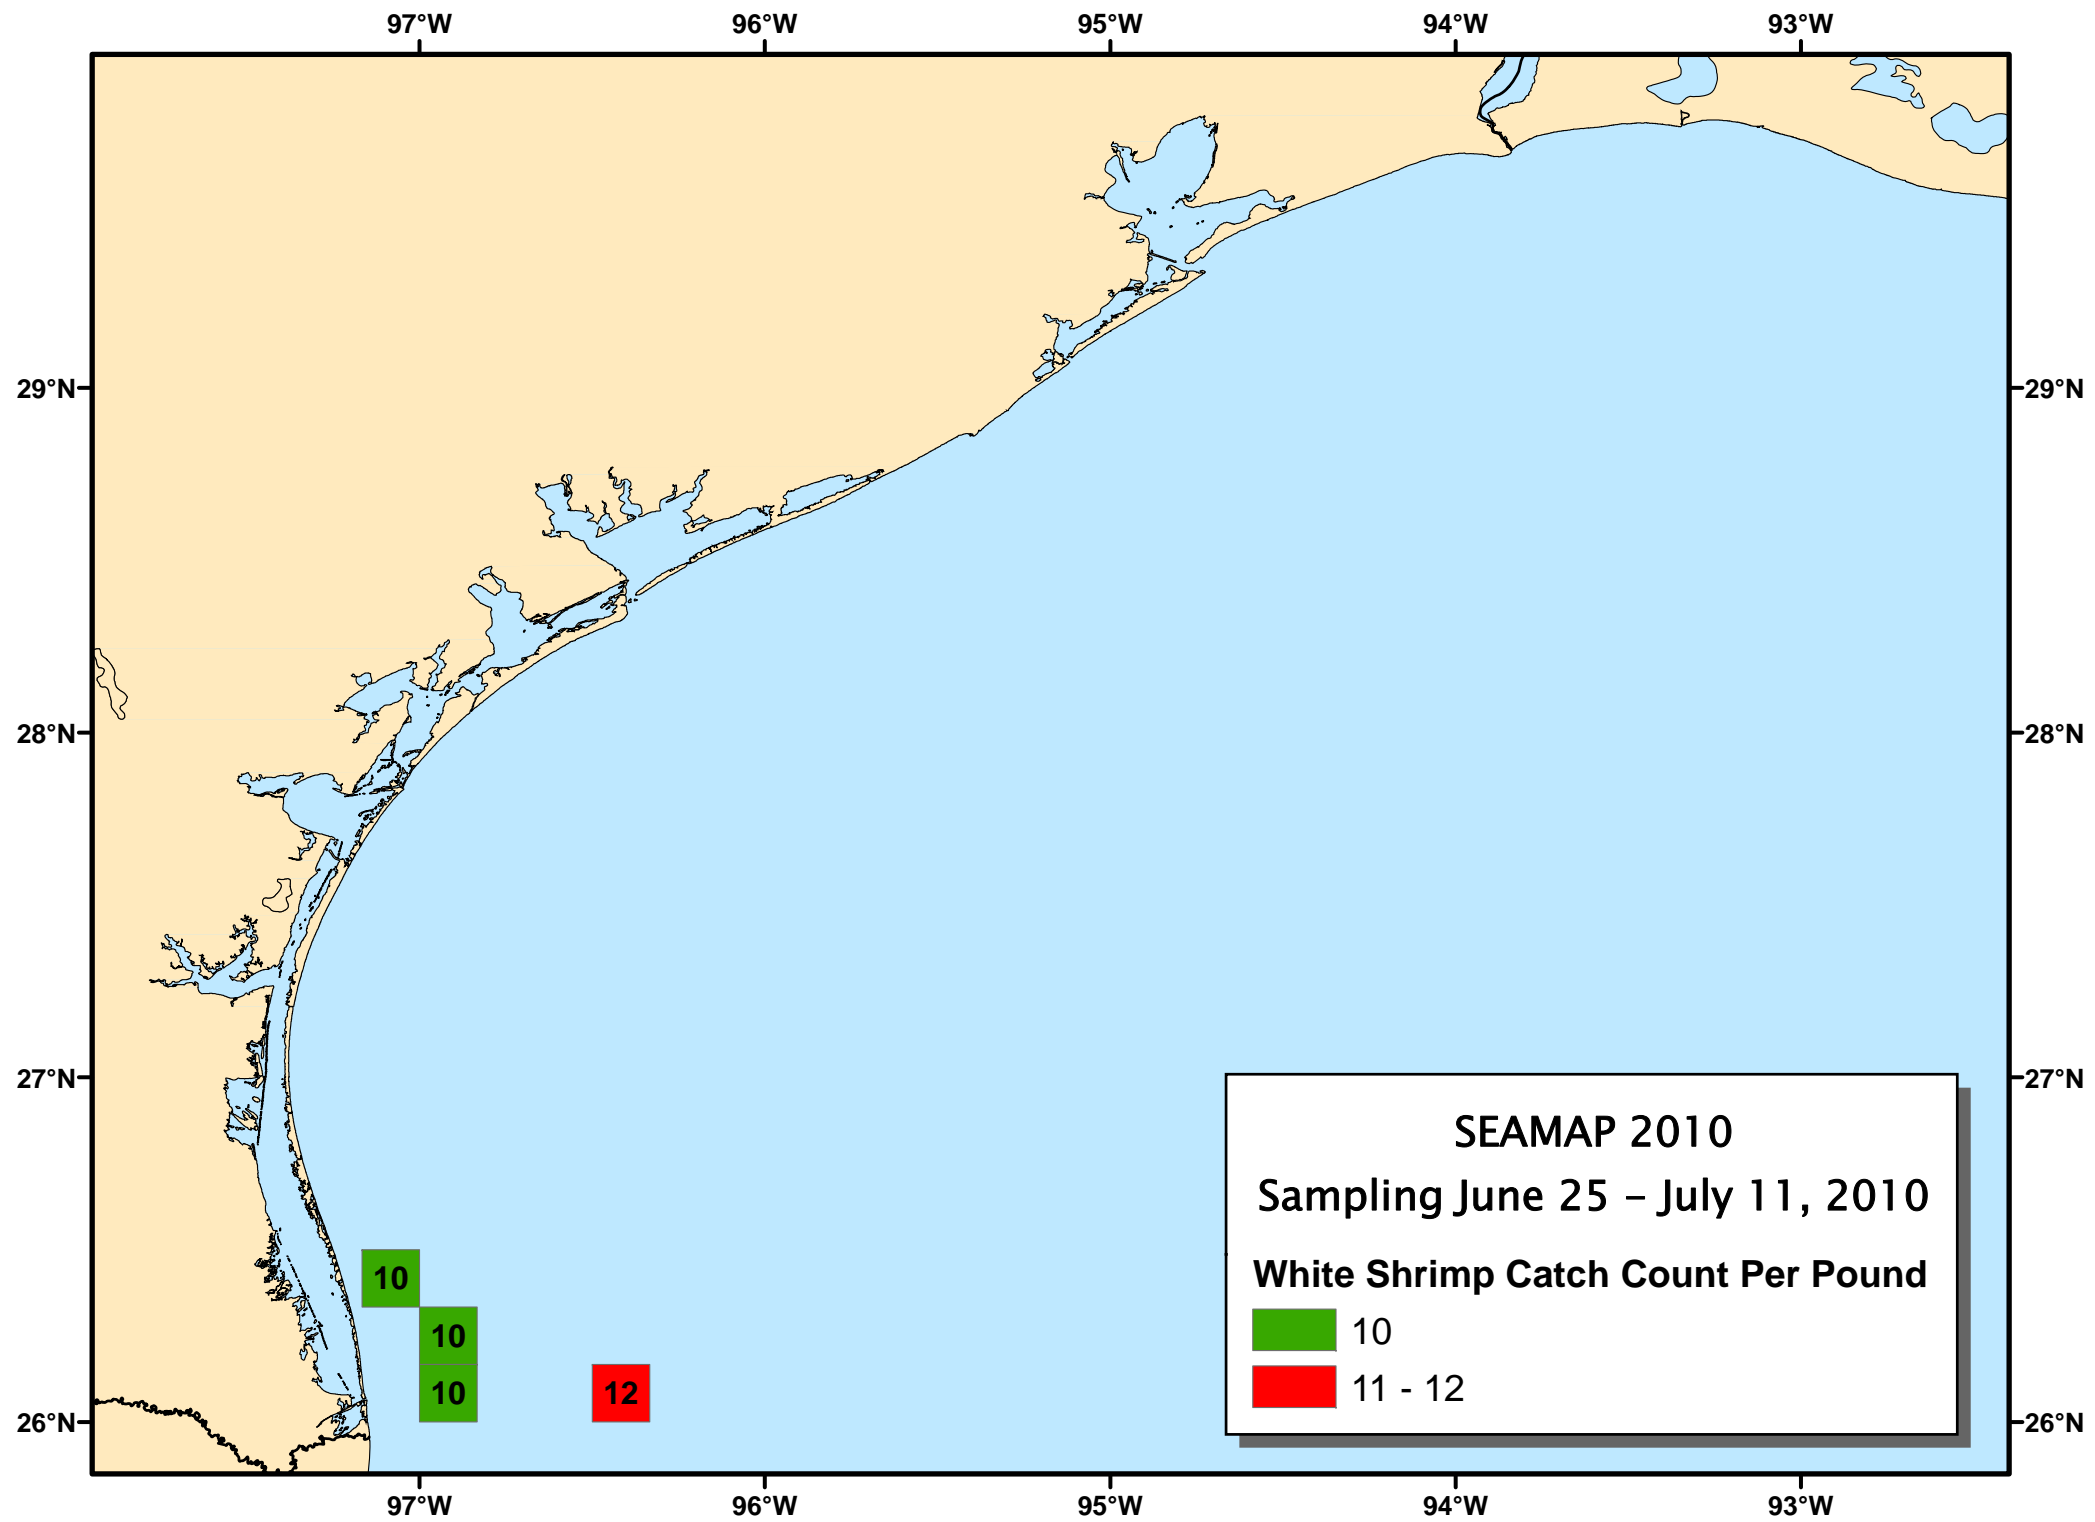 97°W 96°W 95°W 94°W 93°W
29°N 29°N
28°N 28°N
27°N 27°N
SEAMAP 2010
Sampling June 25 - July 11, 2010
White Shrimp Catch Count Per Pound
10
10
10
11 - 12
10 12
26°N 26°N
97°W 96°W 95°W 94°W 93°W